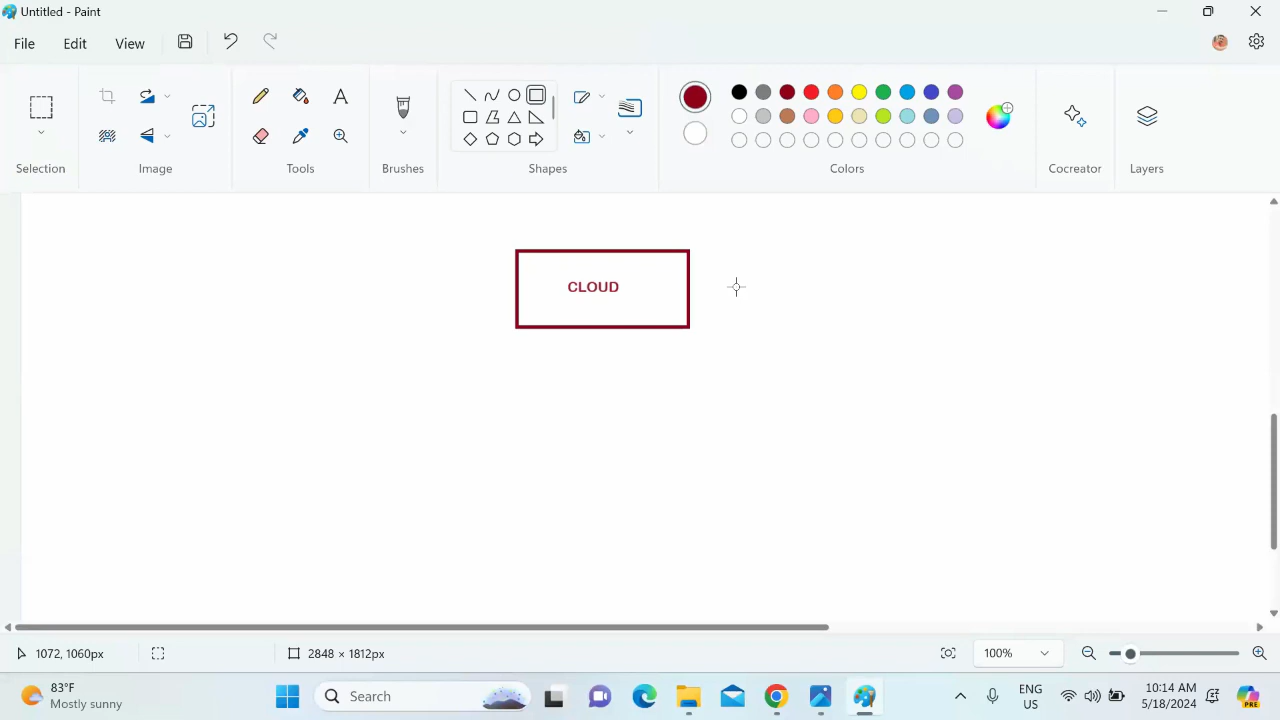 Untitled - Paint
File Edit View
Selection Image Tools Brushes Shapes Colors Cocreator Layers
CLOUD
1072, 1060px 2848 × 1812px 100%
83°F
Mostly sunny
Search
ENG
US
10:14 AM
5/18/2024
PRE